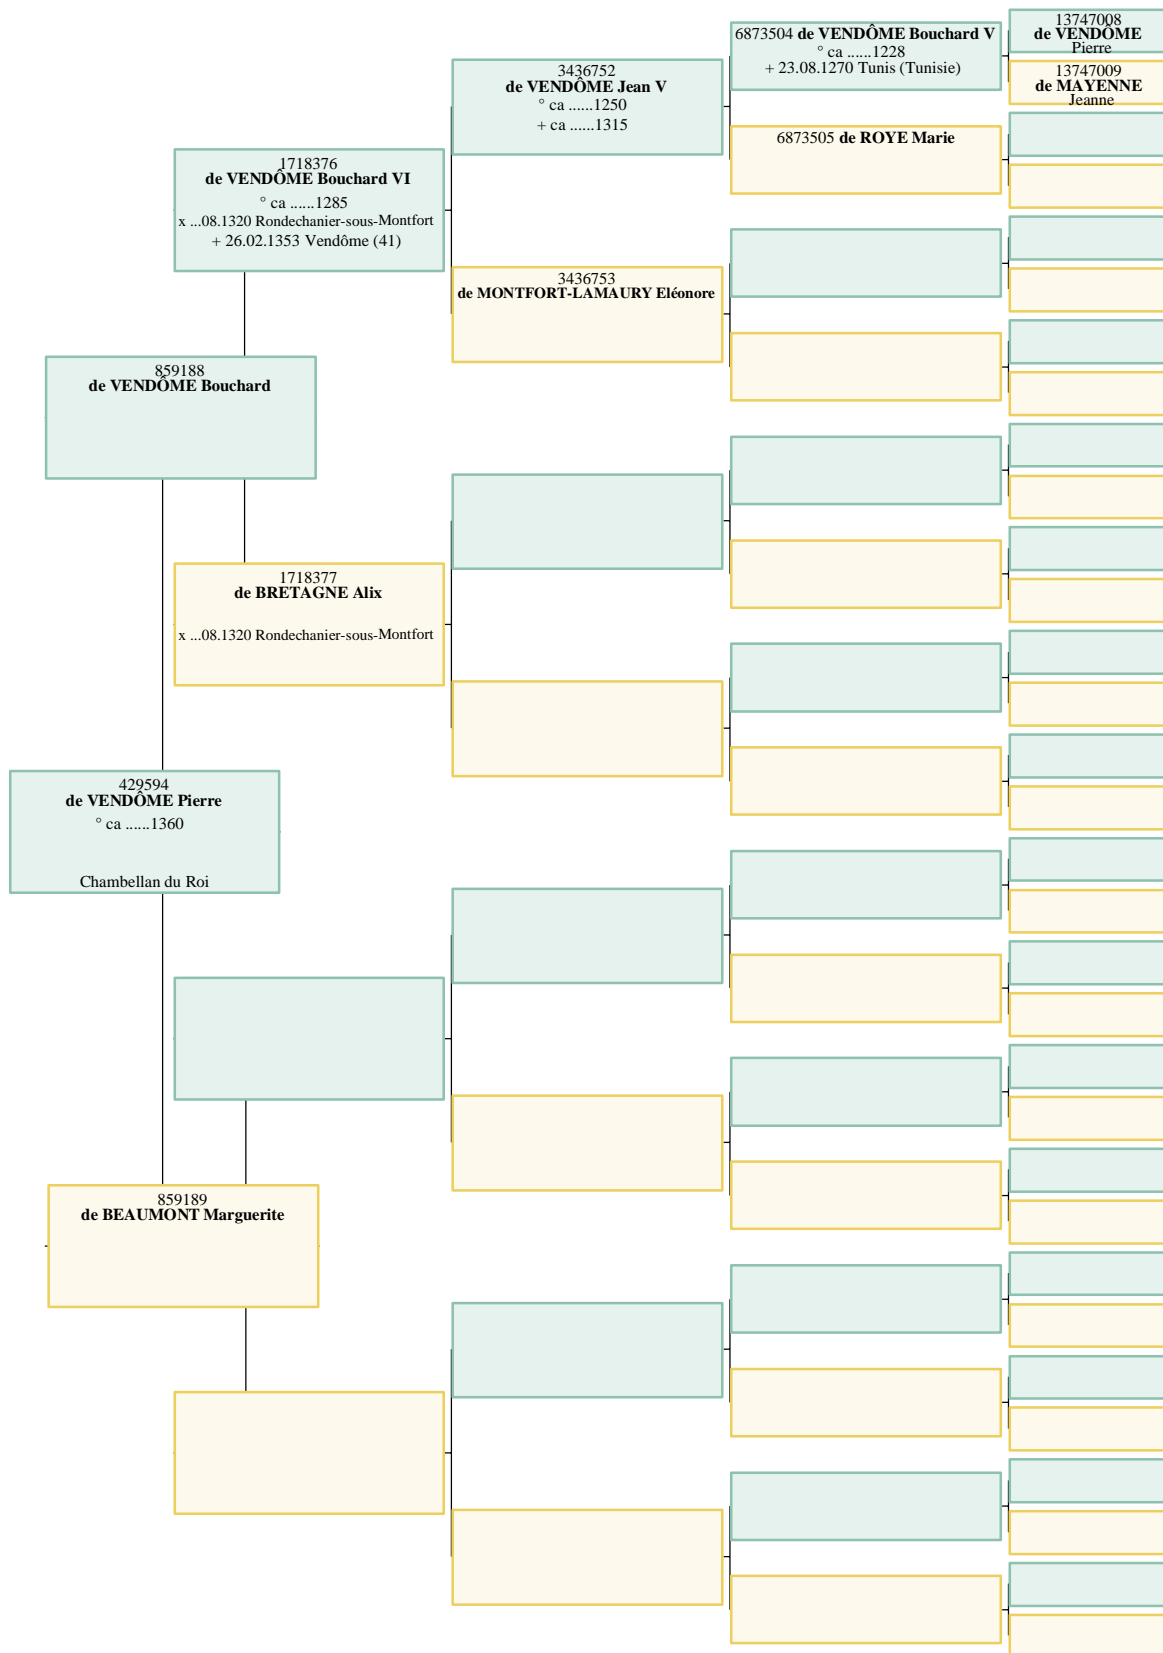 13747008
de VENDÔME
Pierre
6873504 de VENDÔME Bouchard V
° ca ......1228
+ 23.08.1270 Tunis (Tunisie)
13747009
de MAYENNE
Jeanne
3436752
de VENDÔME Jean V
° ca ......1250
+ ca ......1315
6873505 de ROYE Marie
1718376
de VENDÔME Bouchard VI
° ca ......1285
x ...08.1320 Rondechanier-sous-Montfort
+ 26.02.1353 Vendôme (41)
3436753
de MONTFORT-LAMAURY Eléonore
859188
de VENDÔME Bouchard
1718377
de BRETAGNE Alix
x ...08.1320 Rondechanier-sous-Montfort
429594
de VENDÔME Pierre
° ca ......1360
Chambellan du Roi
859189
de BEAUMONT Marguerite